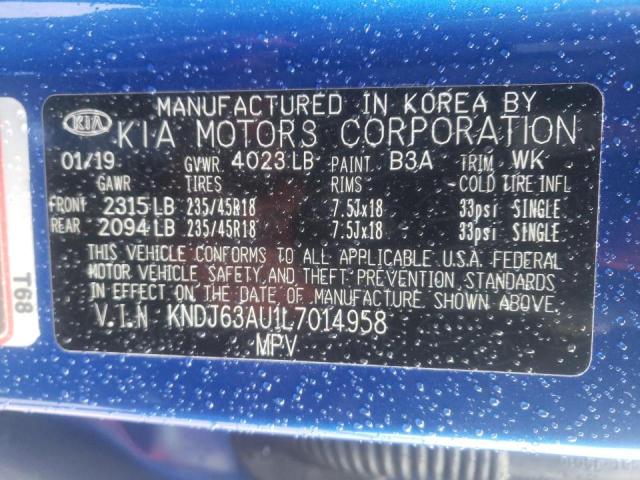 MANUFACTURED IN KOREA BY
KIA KIA MOTORS CORPORATION
01/19 GVWR 4023 LB PAINT B3A TRIM WK
GAWR TIRES RIMS COLD TIRE INFL
FRONT 2315 LB 235/45R18 7.5Jx18 33psi SINGLE
REAR 2094 LB 235/45R18 7.5Jx18 33psi SINGLE
THIS VEHICLE CONFORMS TO ALL APPLICABLE U.S.A. FEDERAL
MOTOR VEHICLE SAFETY, AND THEFT PREVENTION, STANDARDS
IN EFFECT ON THE DATE OF MANUFACTURE, SHOWN ABOVE.
V.I.N KNDJ63AU1L7014958
MPV
T68